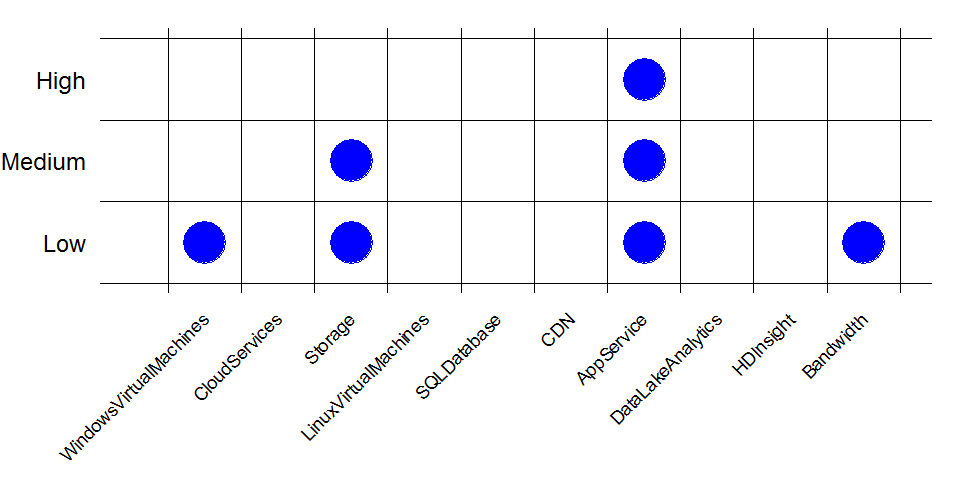 High
Medium
Low
WindowsVirtualMachines
CloudServices
Storage
LinuxVirtualMachines
SQLDatabase
CDN
AppService
DataLakeAnalytics
HDInsight
Bandwidth